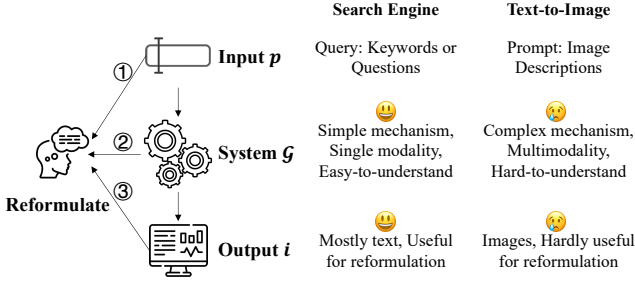 Search Engine
Text-to-Image
① Input p
Query: Keywords or
Questions
Prompt: Image
Descriptions
② System 𝒢
Simple mechanism,
Single modality,
Easy-to-understand
Complex mechanism,
Multimodality,
Hard-to-understand
Reformulate
③ Output i
Mostly text, Useful
for reformulation
Images, Hardly useful
for reformulation